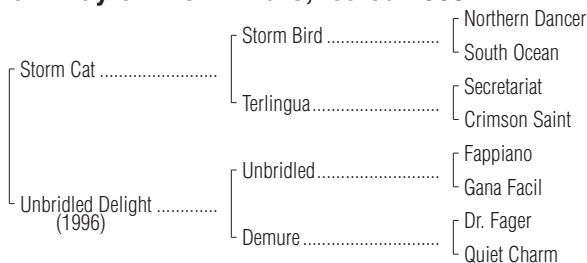 Northern Dancer
Storm Bird ........................
South Ocean
Storm Cat .........................
Secretariat
Terlingua...........................
Crimson Saint
Fappiano
Unbridled..........................
Gana Facil
Unbridled Delight .............
(1996)
Dr. Fager
Demure .............................
Quiet Charm